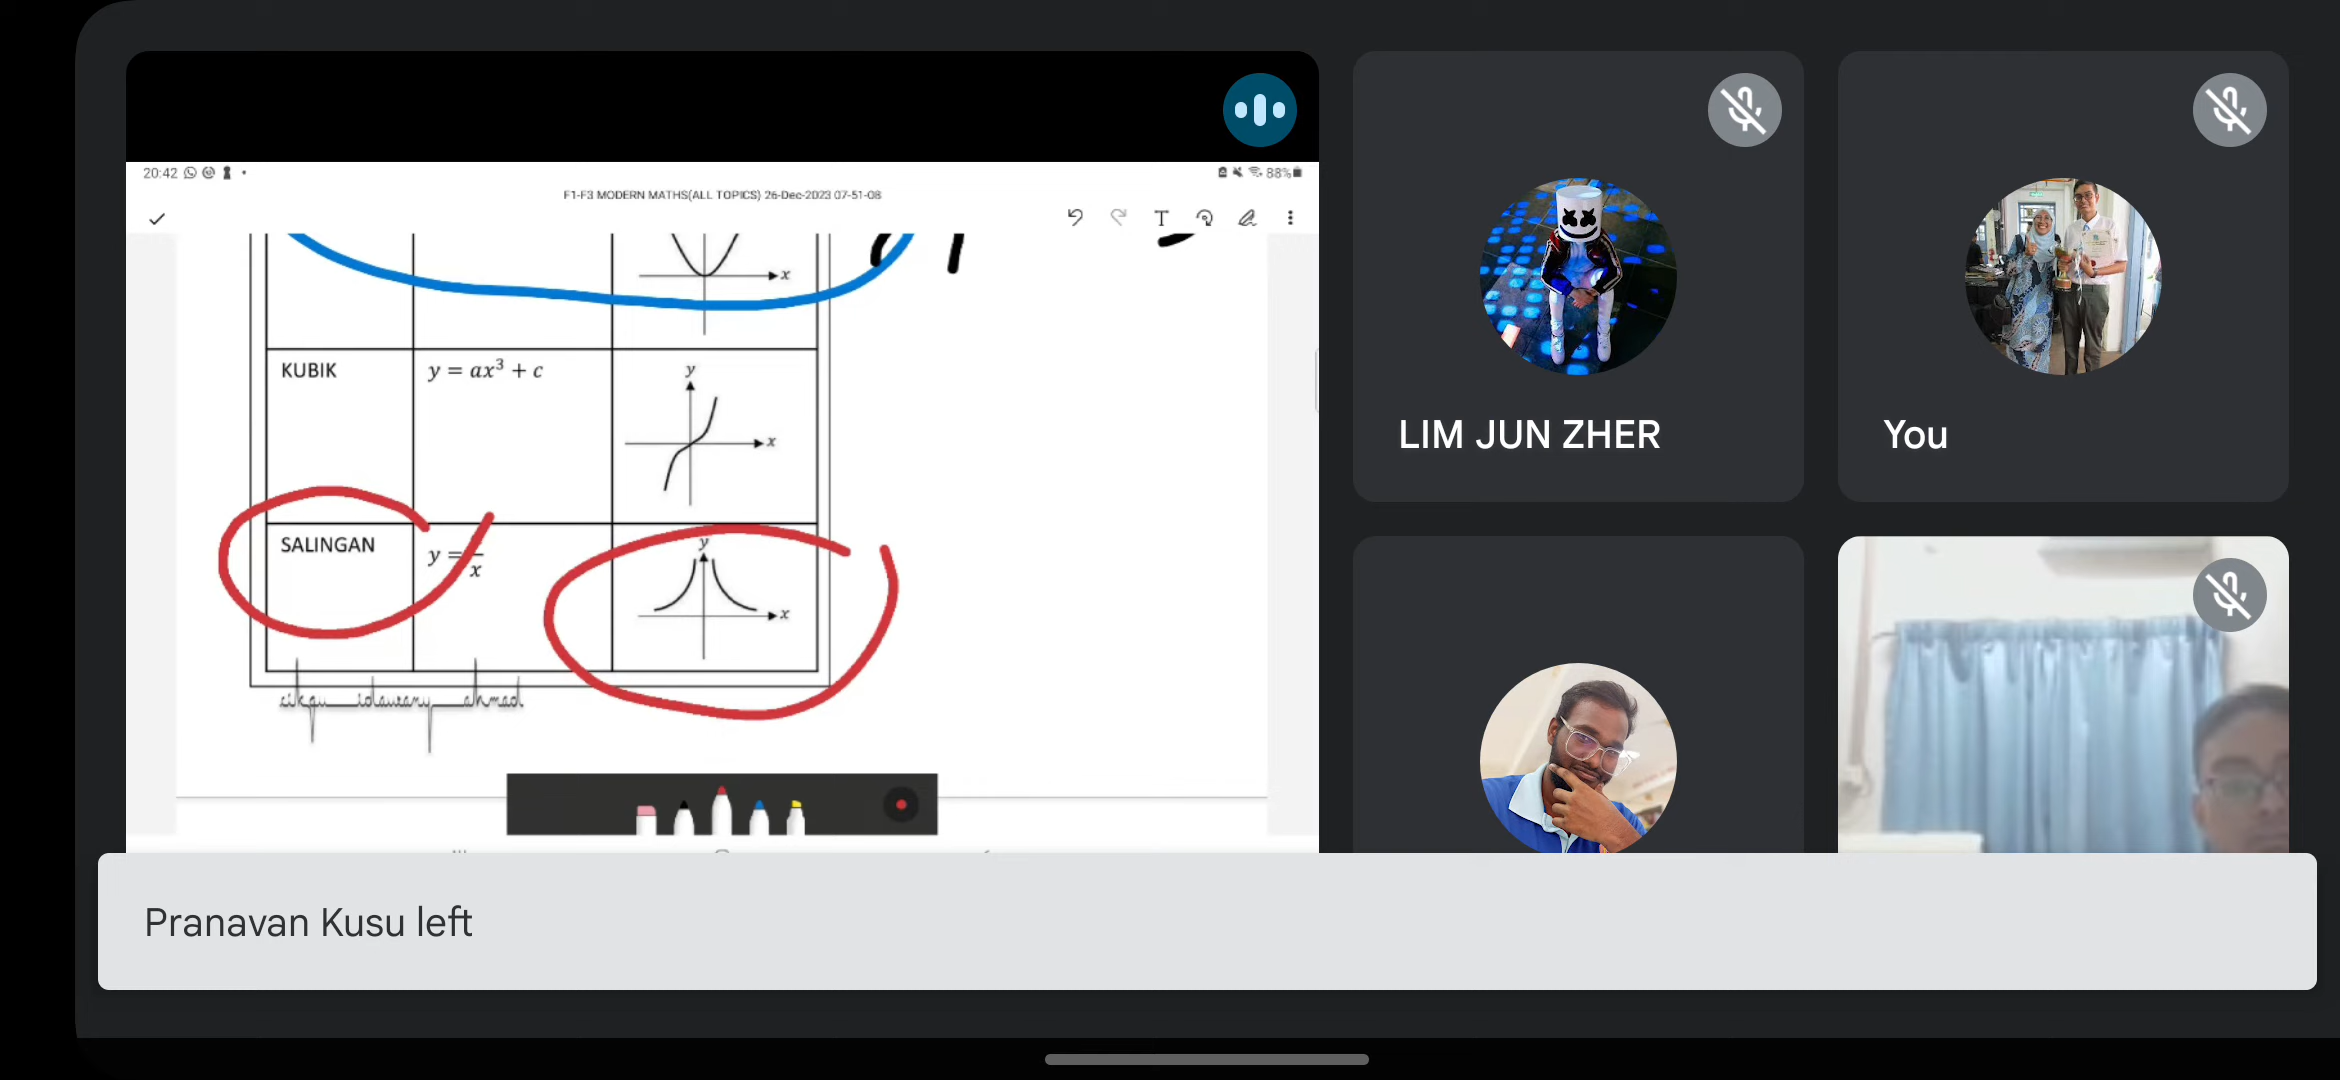 20:42
88%
F1-F3 MODERN MATHS(ALL TOPICS) 26-Dec-2023 07-51-08
T
x
KUBIK
y = ax³ + c
y
x
SALINGAN
y =
x
y
x
cikgu idawany ahmad
LIM JUN ZHER
You
Pranavan Kusu left